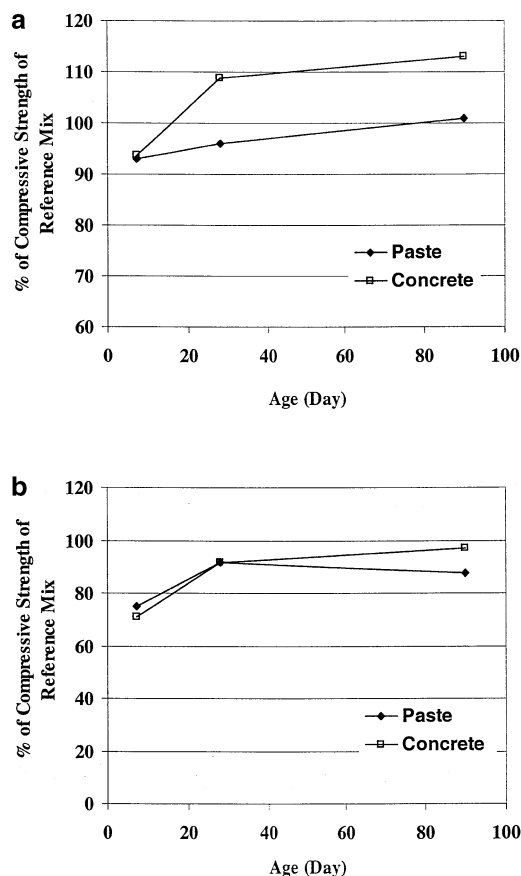 a
% of Compressive Strength of
Reference Mix
120
110
100
90
80
70
60
Paste
Concrete
0 20 40 60 80 100
Age (Day)
b
% of Compressive Strength of
Reference Mix
120
100
80
60
40
20
0
Paste
Concrete
0 20 40 60 80 100
Age (Day)